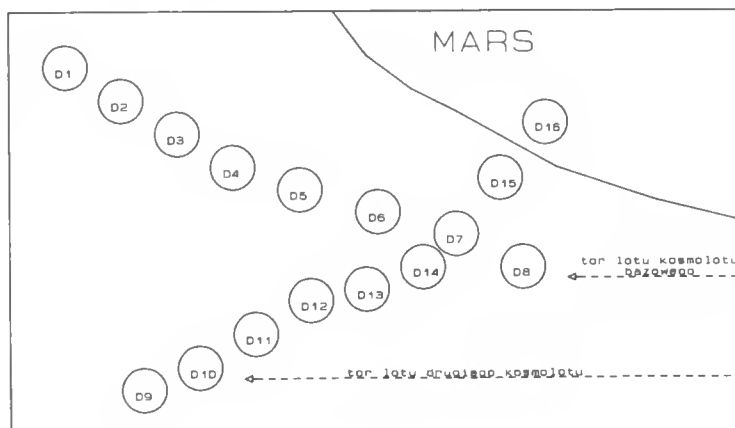 MARS
D1
D2
D16
D3
D4
D15
D5
D6
D7
D14
D8
tor lotu kosmolotu
bazowego
D13
D12
D11
D10
tor lotu drugiego kosmolotu
D9